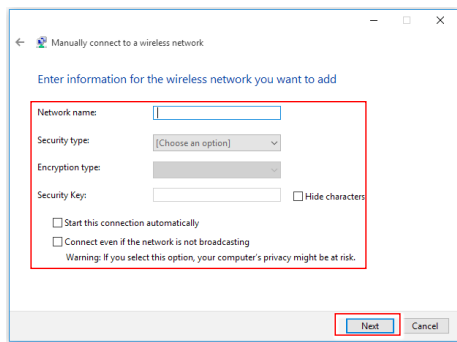 Manually connect to a wireless network
Enter information for the wireless network you want to add
Network name:
Security type: [Choose an option]
Encryption type:
Security Key: Hide characters
Start this connection automatically
Connect even if the network is not broadcasting
Warning: If you select this option, your computer's privacy might be at risk.
Next Cancel